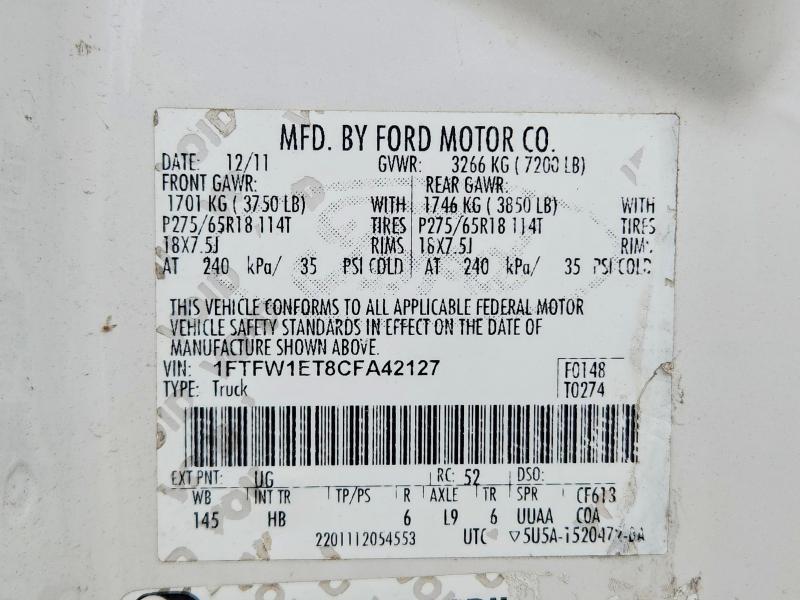 MFD. BY FORD MOTOR CO.
DATE: 12/11 GVWR: 3266 KG ( 7200 LB)
FRONT GAWR: REAR GAWR:
1701 KG ( 3750 LB) WITH 1746 KG ( 3850 LB) WITH
P275/65R18 114T TIRES P275/65R18 114T TIRES
18X7.5J RIMS 18X7.5J RIMS
AT 240 kPa/ 35 PSI COLD AT 240 kPa/ 35 PSI COLD
THIS VEHICLE CONFORMS TO ALL APPLICABLE FEDERAL MOTOR
VEHICLE SAFETY STANDARDS IN EFFECT ON THE DATE OF
MANUFACTURE SHOWN ABOVE.
VIN: 1FTFW1ET8CFA42127 F0148
TYPE: Truck T0274
EXT PNT: UG RC: 52 DSO:
WB INT TR TP/PS R AXLE TR SPR CF613
145 HB 6 L9 6 UUAA COA
2201112054553 UTC ▽5U5A-1520472-BA